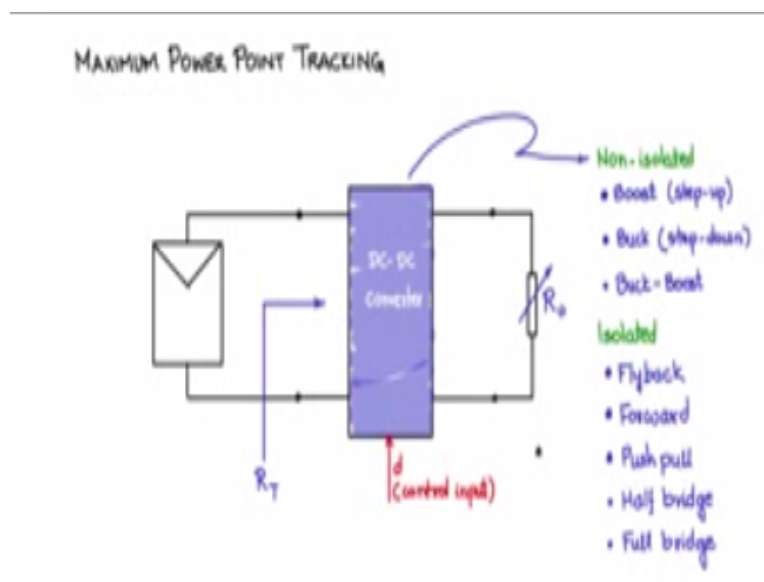 MAXIMUM POWER POINT TRACKING
Non-isolated
• Boost (step-up)
• Buck (step-down)
• Buck-Boost
Isolated
• Flyback
• Forward
• Push pull
• Half bridge
• Full bridge
DC-DC
Converter
Ro
RT
d
(control input)